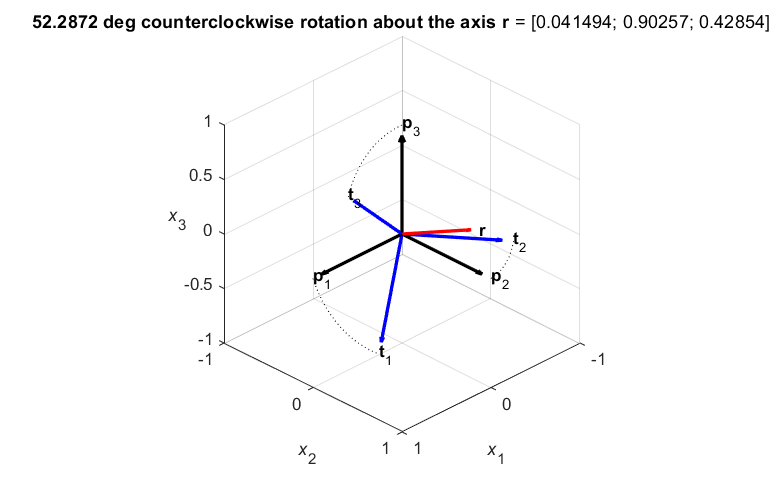 52.2872 deg counterclockwise rotation about the axis r = [0.041494; 0.90257; 0.42854]
1
p3
0.5
t3
x3
0
r
t2
-0.5
p1
p2
-1
t1
-1
-1
0
0
x2
1
1
x1